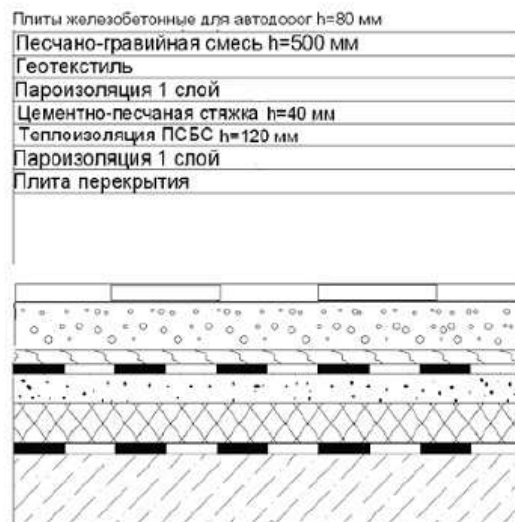 Плиты железобетонные для автодорог h=80 мм
Песчано-гравийная смесь h=500 мм
Геотекстиль
Пароизоляция 1 слой
Цементно-песчаная стяжка h=40 мм
Теплоизоляция ПСБС h=120 мм
Пароизоляция 1 слой
Плита перекрытия